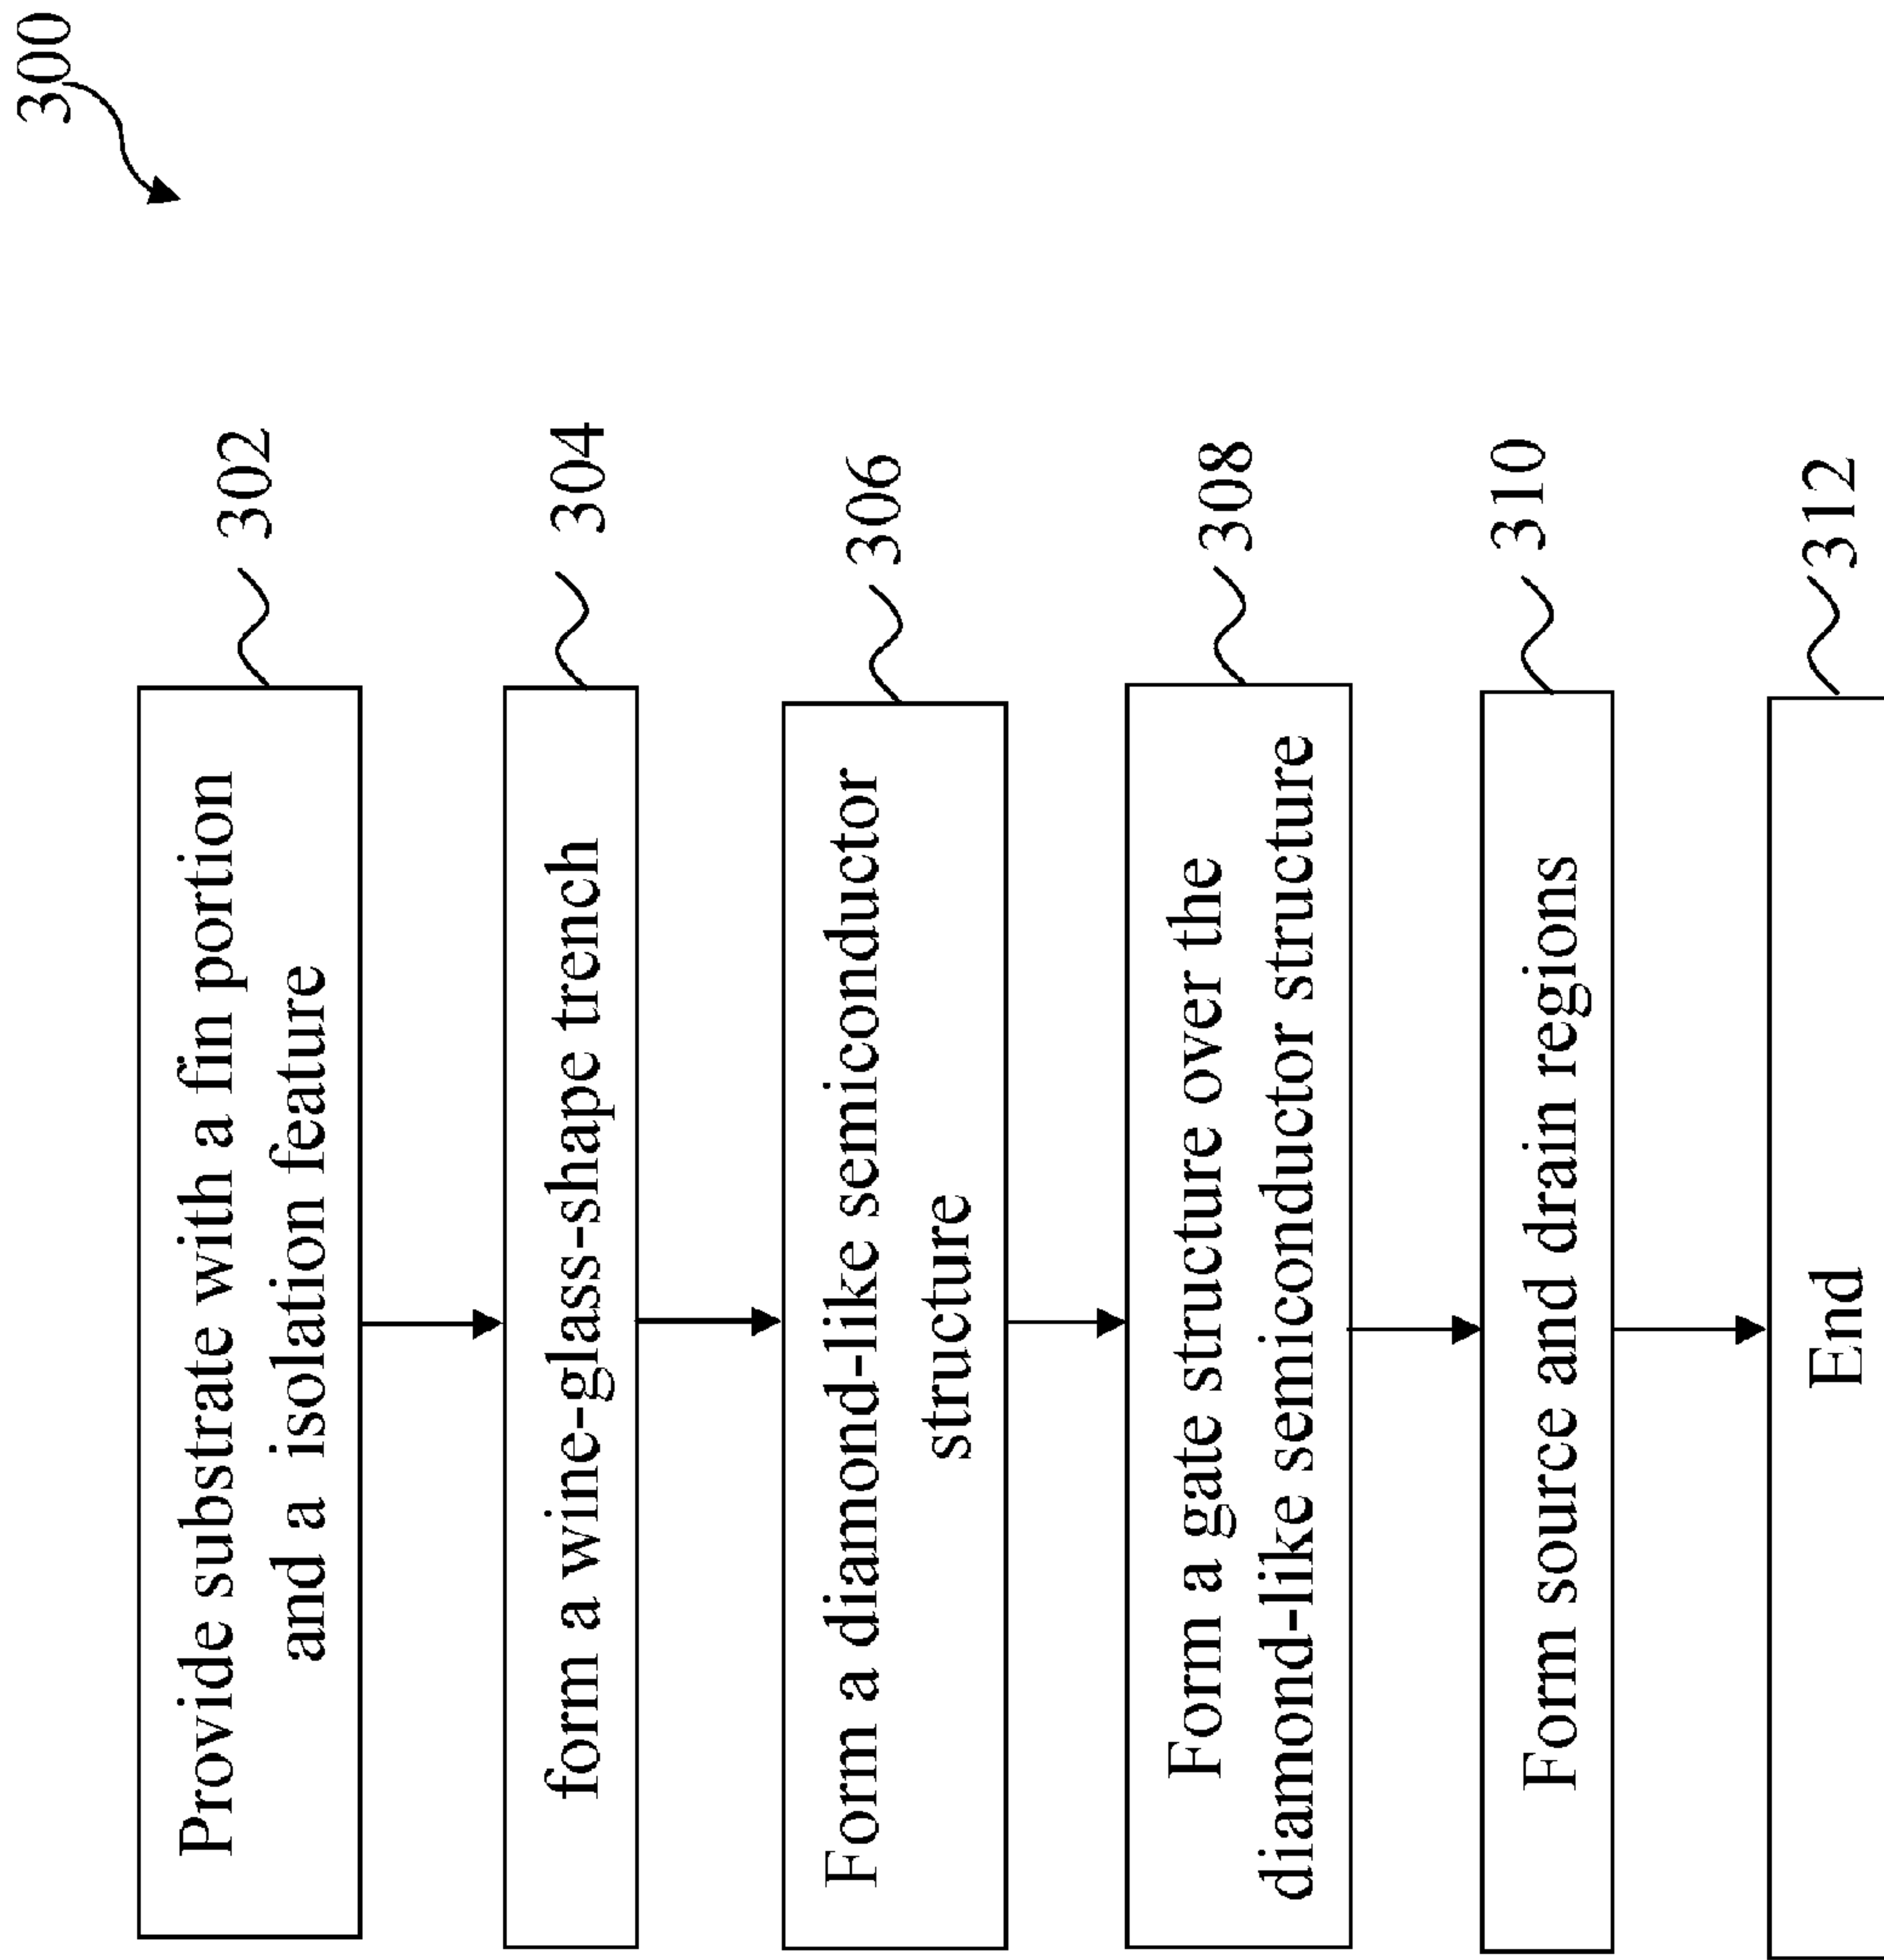 300
Provide substrate with a fin portion
and a isolation feature
302
form a wine-glass-shape trench
304
Form a diamond-like semiconductor
structure
306
Form a gate structure over the
diamond-like semiconductor structure
308
Form source and drain regions
310
End
312